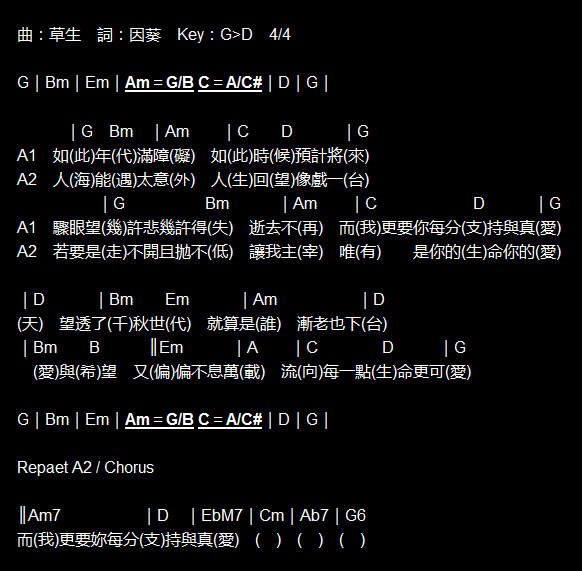 曲：草生　詞：因葵　Key：G>D　4/4
G｜Bm｜Em｜Am＝G/B C＝A/C#｜D｜G｜
｜G　Bm　｜Am　　｜C　　D　　　｜G
A1　如(此)年(代)滿障(礙)　如(此)時(候)預計將(來)
A2　人(海)能(遇)太意(外)　人(生)回(望)像戲一(台)
｜G　　　　　Bm　　　｜Am　　｜C　　　　　　D　　　｜G
A1　驟眼望(幾)許悲幾許得(失)　逝去不(再)　而(我)更要你每分(支)持與真(愛)
A2　若要是(走)不開且抛不(低)　讓我主(宰)　唯(有)　　是你的(生)命你的(愛)
｜D　　　｜Bm　　Em　　　｜Am　　　　　｜D
(天)　望透了(千)秋世(代)　就算是(誰)　漸老也下(台)
｜Bm　　B　　　║Em　　　｜A　　｜C　　　　D　　　｜G
(愛)與(希)望　又(偏)偏不息萬(載)　流(向)每一點(生)命更可(愛)
G｜Bm｜Em｜Am＝G/B C＝A/C#｜D｜G｜
Repaet A2 / Chorus
║Am7　　　　　｜D　｜EbM7｜Cm｜Ab7｜G6
而(我)更要妳每分(支)持與真(愛)　(　)　(　)　(　)